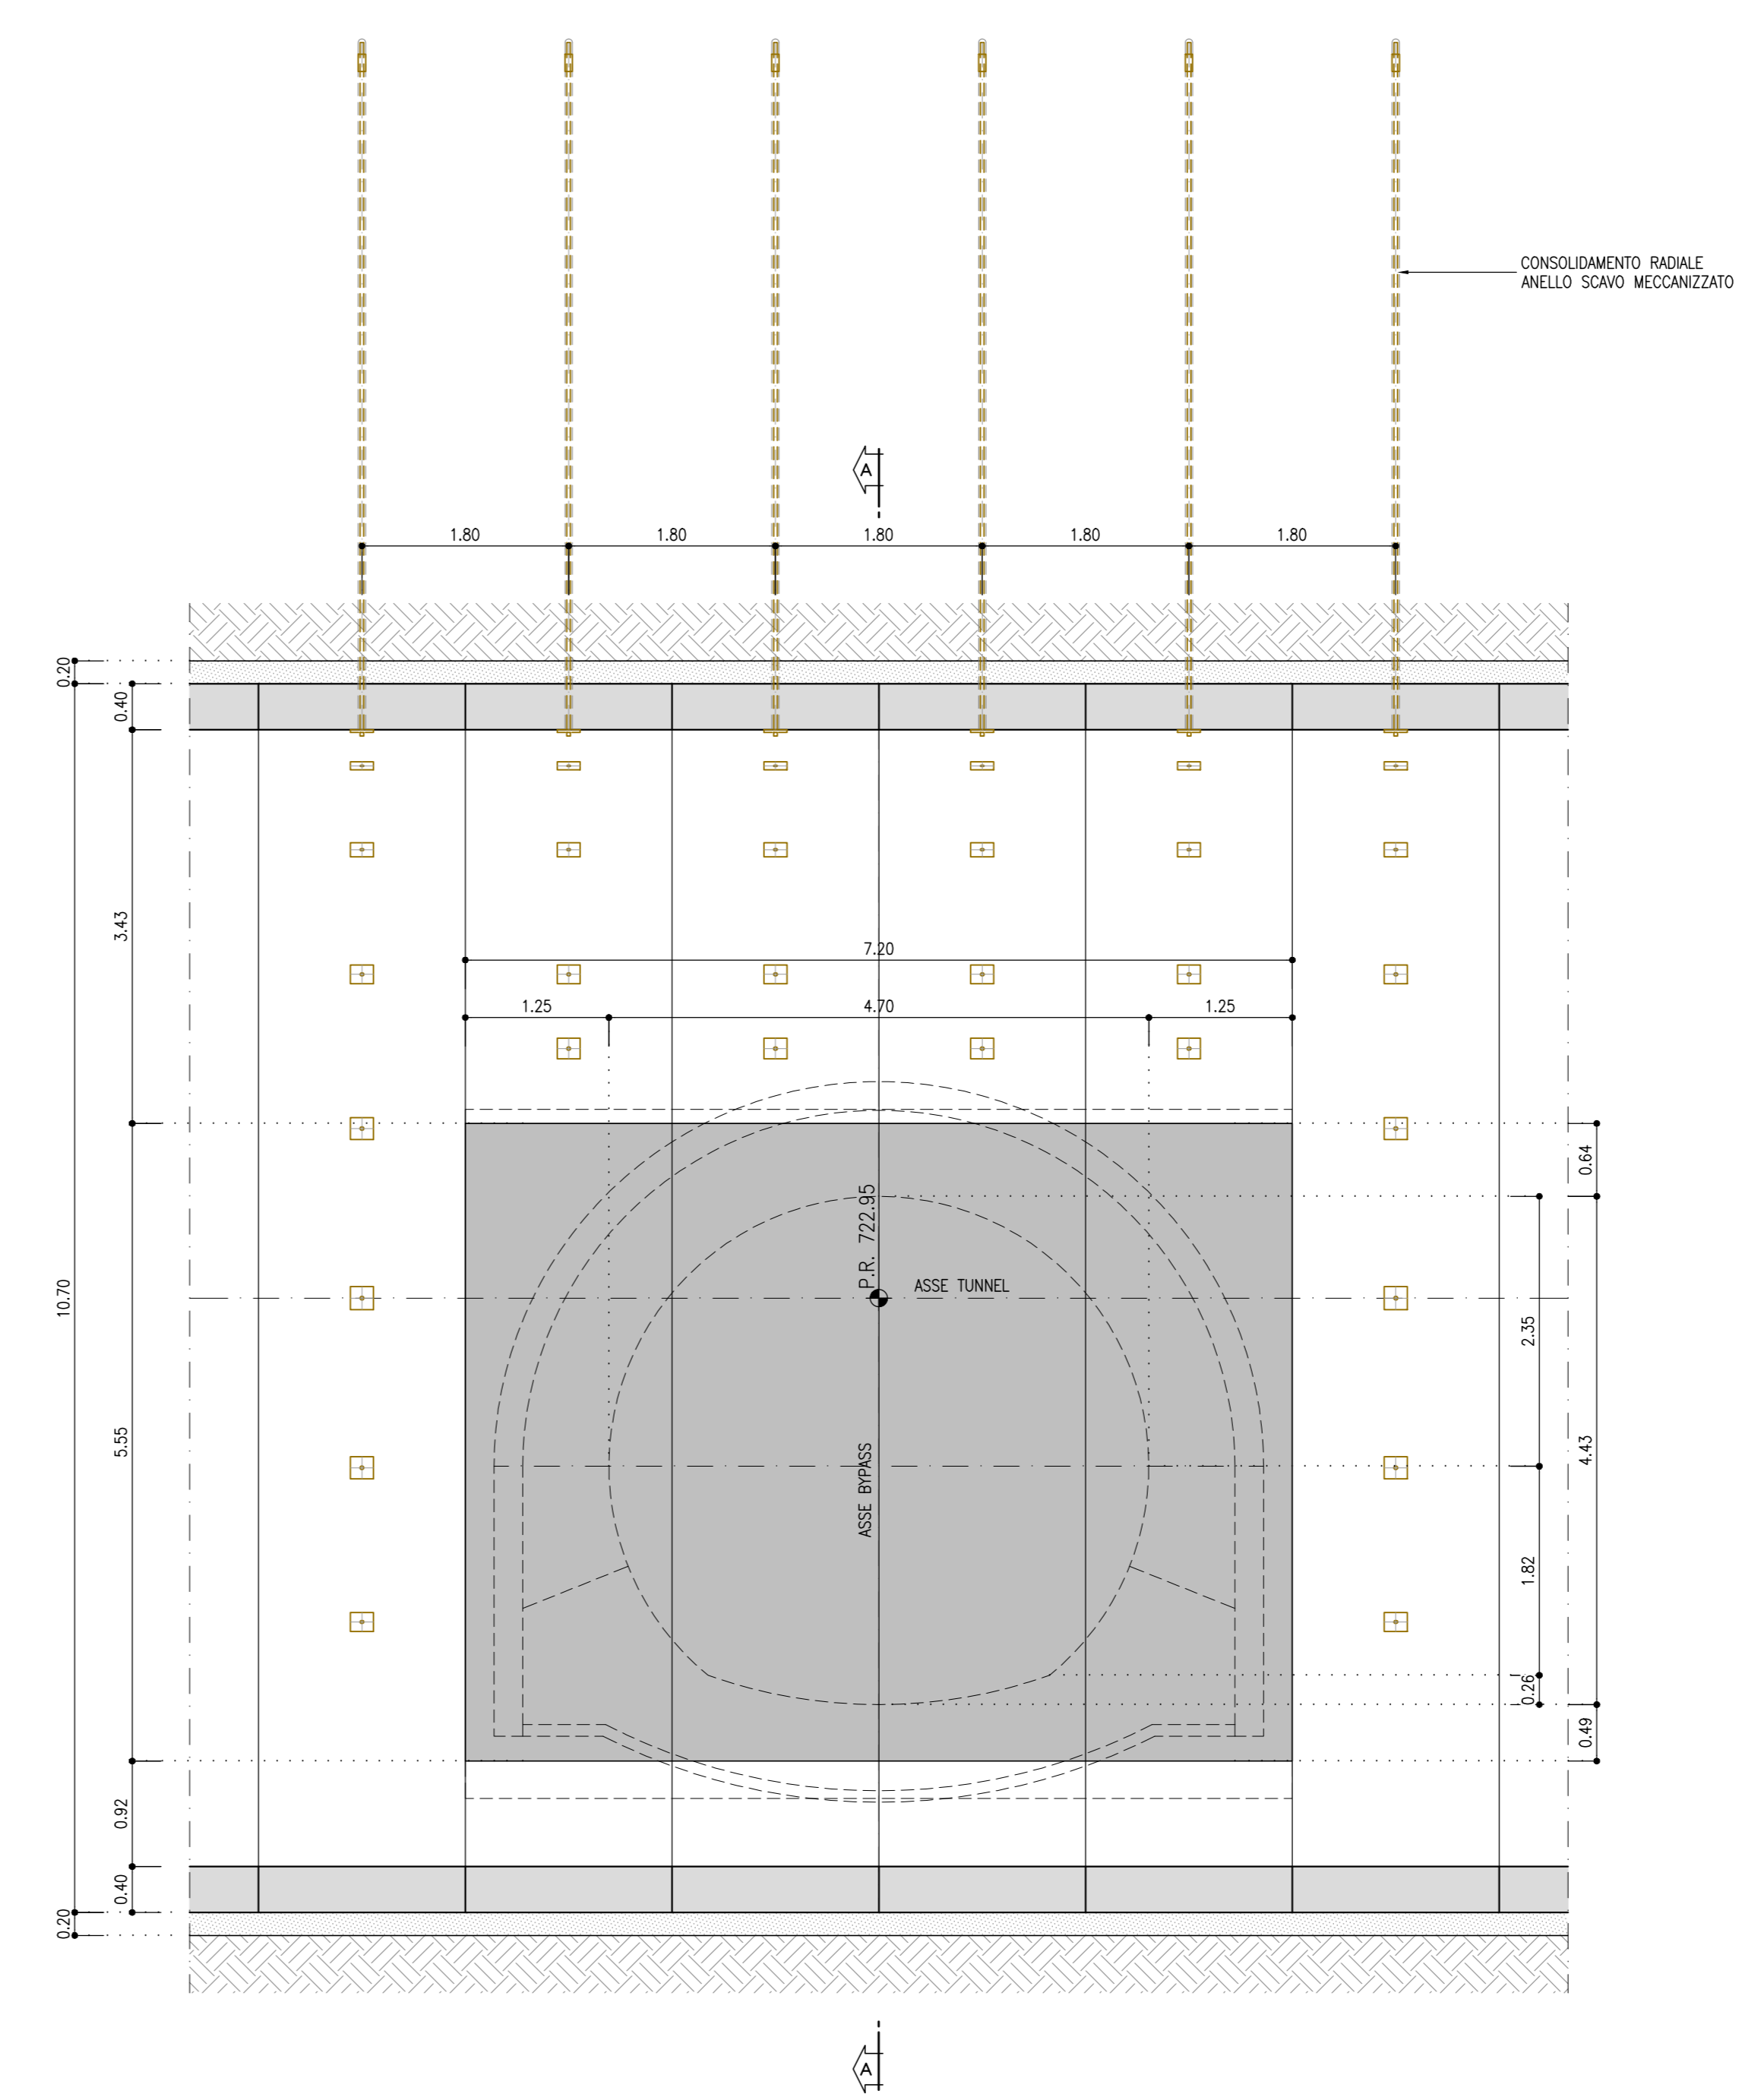 CONSOLIDAMENTO RADIALE
ANELLO SCAVO MECCANIZZATO
A
1.80 1.80 1.80 1.80 1.80
0.20
0.40
3.43
7.20
1.25 4.70 1.25
0.64
P.R. 722.95
ASSE TUNNEL
10.70
2.35
5.55
4.43
ASSE BYPASS
1.82
0.26
0.49
0.92
0.40
0.20
A